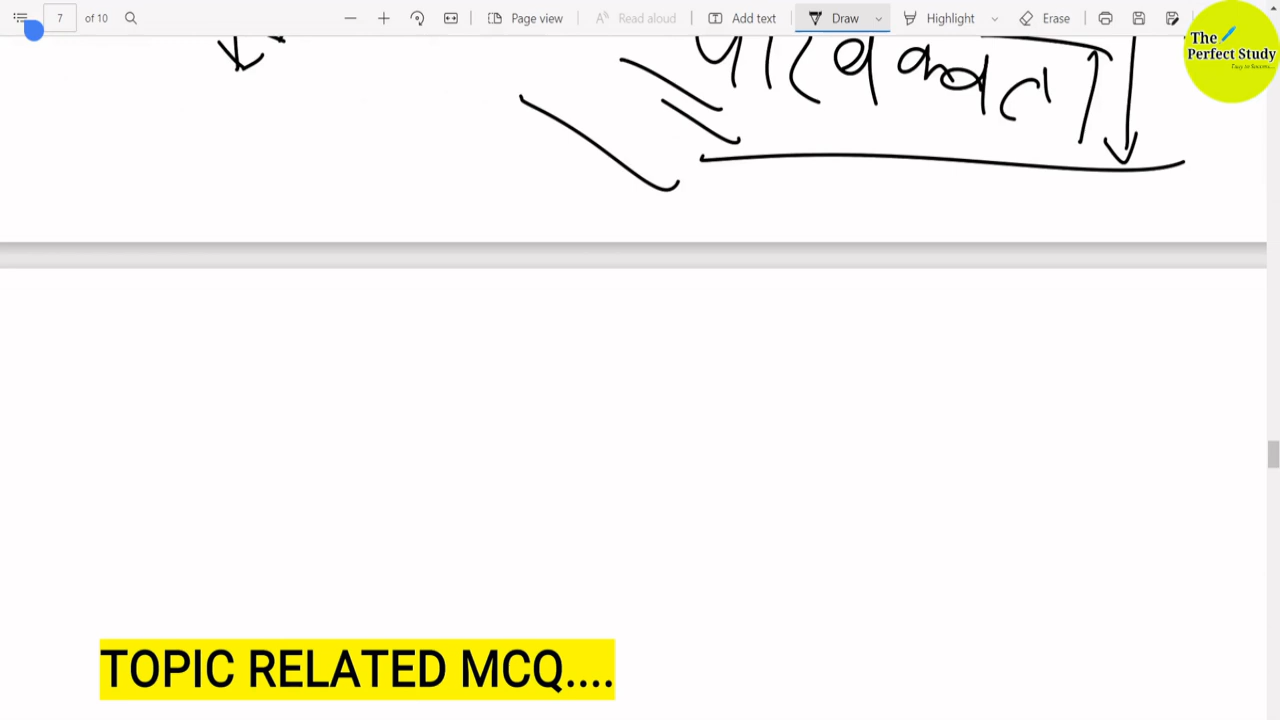 7 of 10 Page view Read aloud Add text Draw Highlight Erase
The
Perfect Study
TOPIC RELATED MCQ....